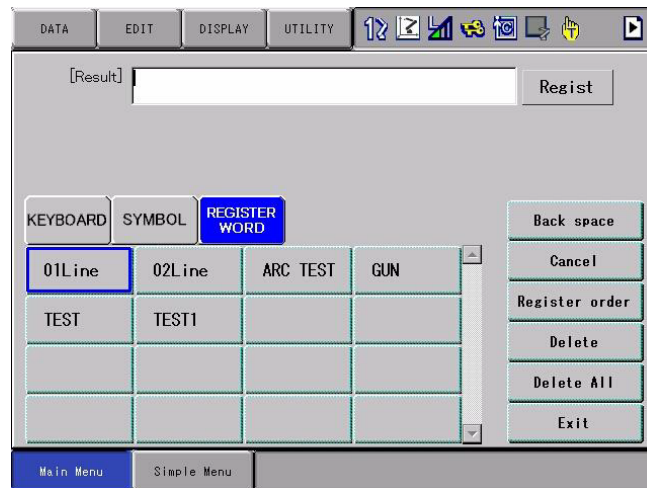 DATA EDIT DISPLAY UTILITY
[Result] Regist
KEYBOARD SYMBOL REGISTER WORD
Back space
01Line 02Line ARC TEST GUN
Cancel
Register order
TEST TEST1
Delete
Delete All
Exit
Main Menu Simple Menu